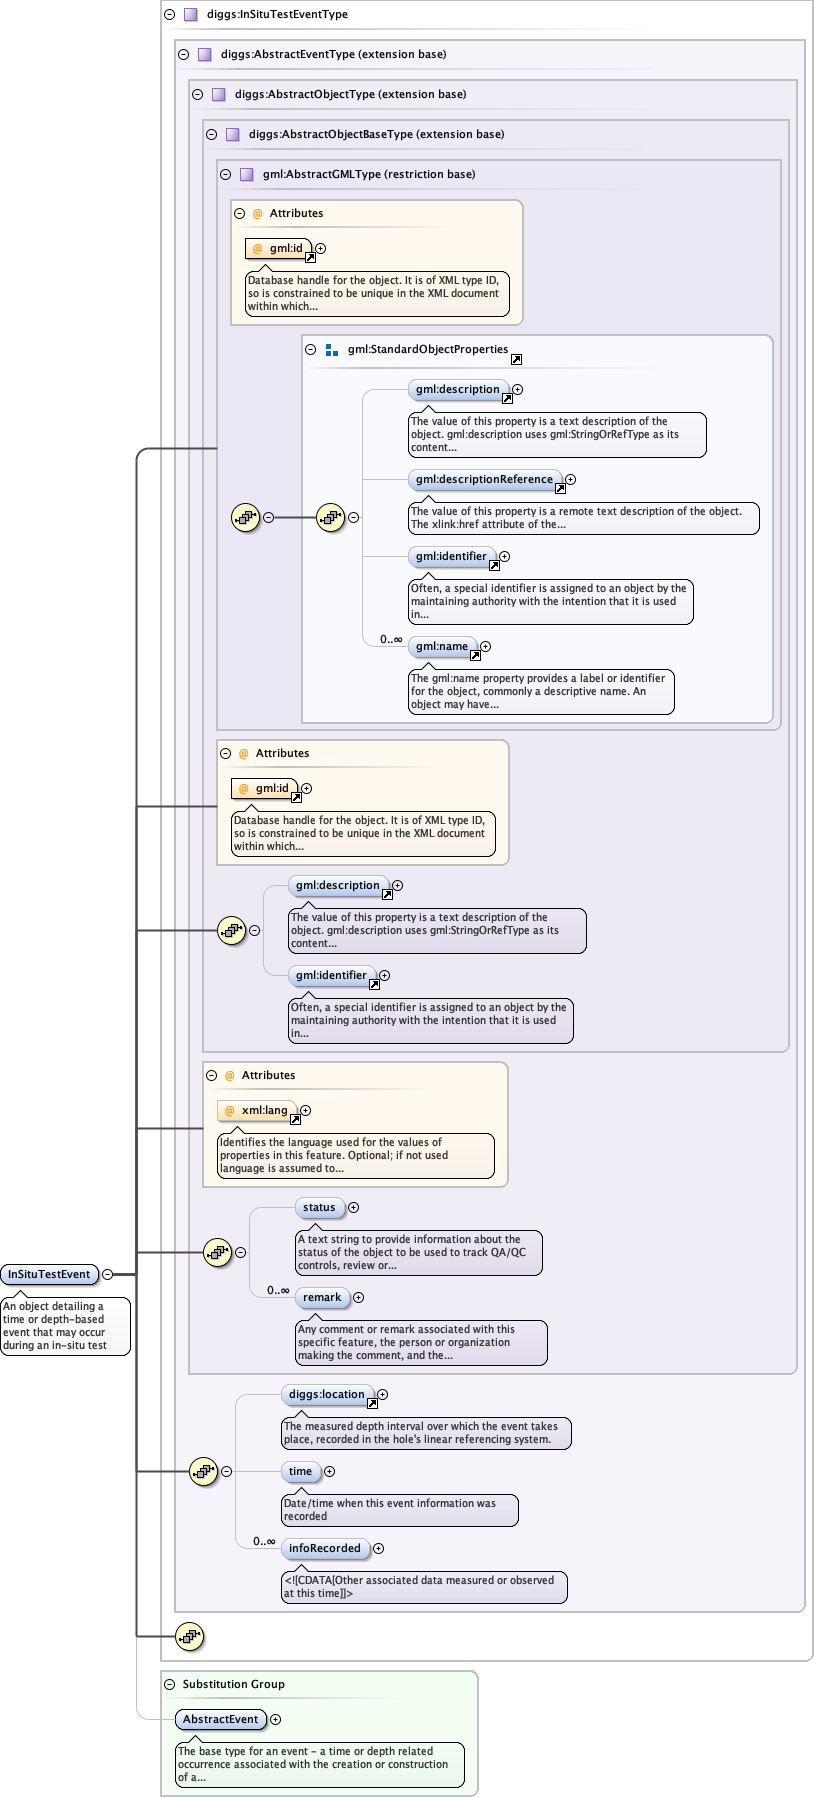 diggs:InSituTestEventType
diggs:AbstractEventType (extension base)
diggs:AbstractObjectType (extension base)
diggs:AbstractObjectBaseType (extension base)
gml:AbstractGMLType (restriction base)
@ Attributes
@ gml:id
Database handle for the object. It is of XML type ID,
so is constrained to be unique in the XML document
within which...
gml:StandardObjectProperties
gml:description
The value of this property is a text description of the
object. gml:description uses gml:StringOrRefType as its
content...
gml:descriptionReference
The value of this property is a remote text description of the object.
The xlink:href attribute of the...
gml:identifier
Often, a special identifier is assigned to an object by the
maintaining authority with the intention that it is used
in...
0..∞
gml:name
The gml:name property provides a label or identifier
for the object, commonly a descriptive name. An
object may have...
@ Attributes
@ gml:id
Database handle for the object. It is of XML type ID,
so is constrained to be unique in the XML document
within which...
gml:description
The value of this property is a text description of the
object. gml:description uses gml:StringOrRefType as its
content...
gml:identifier
Often, a special identifier is assigned to an object by the
maintaining authority with the intention that it is used
in...
@ Attributes
@ xml:lang
Identifies the language used for the values of
properties in this feature. Optional; if not used
language is assumed to...
status
A text string to provide information about the
status of the object to be used to track QA/QC
controls, review or...
0..∞
remark
Any comment or remark associated with this
specific feature, the person or organization
making the comment, and the...
InSituTestEvent
An object detailing a
time or depth-based
event that may occur
during an in-situ test
diggs:location
The measured depth interval over which the event takes
place, recorded in the hole's linear referencing system.
time
Date/time when this event information was
recorded
0..∞
infoRecorded
<![CDATA[Other associated data measured or observed
at this time]]>
Substitution Group
AbstractEvent
The base type for an event - a time or depth related
occurrence associated with the creation or construction
of a...